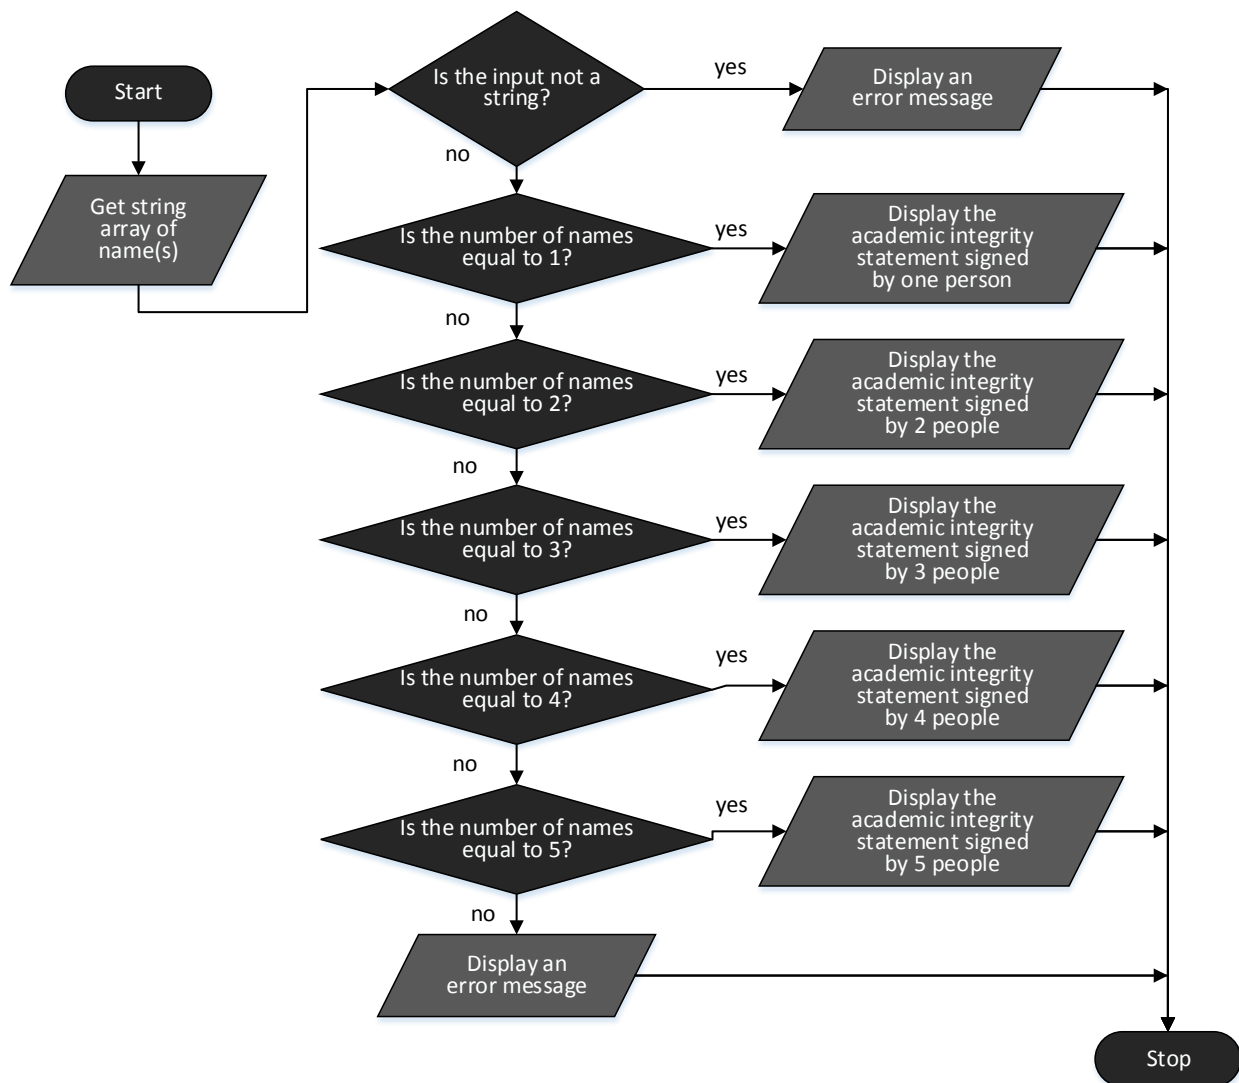 Start
Get string
array of
name(s)
Is the input not a
string?
yes
Display an
error message
no
Is the number of names
equal to 1?
yes
Display the
academic integrity
statement signed
by one person
no
Is the number of names
equal to 2?
yes
Display the
academic integrity
statement signed
by 2 people
no
Is the number of names
equal to 3?
yes
Display the
academic integrity
statement signed
by 3 people
no
Is the number of names
equal to 4?
yes
Display the
academic integrity
statement signed
by 4 people
no
Is the number of names
equal to 5?
yes
Display the
academic integrity
statement signed
by 5 people
no
Display an
error message
Stop